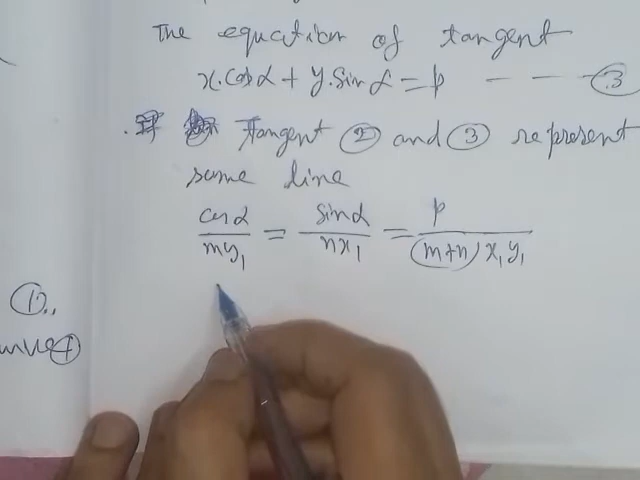 The equation of tangent
x.cosα + y.sinα = p - - - - (3)
Tangent (2) and (3) represent
same line
cosα/my₁ = sinα/nx₁ = p/(m+n)x₁y₁
(1)..